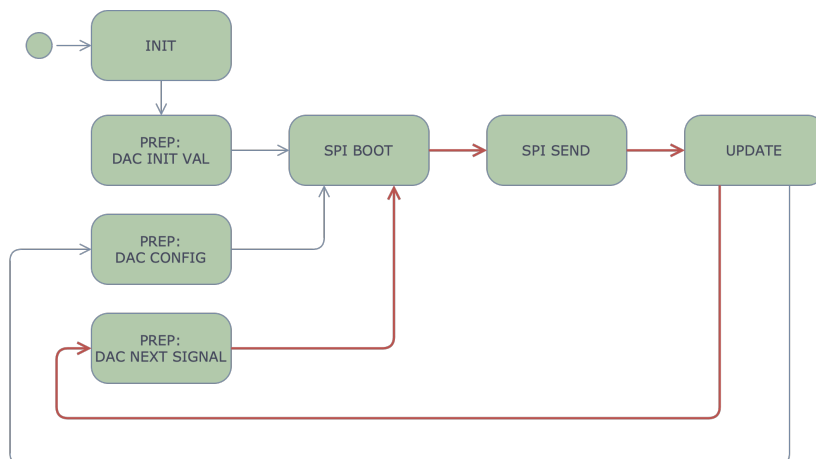 INIT
PREP:
DAC INIT VAL
SPI BOOT
SPI SEND
UPDATE
PREP:
DAC CONFIG
PREP:
DAC NEXT SIGNAL